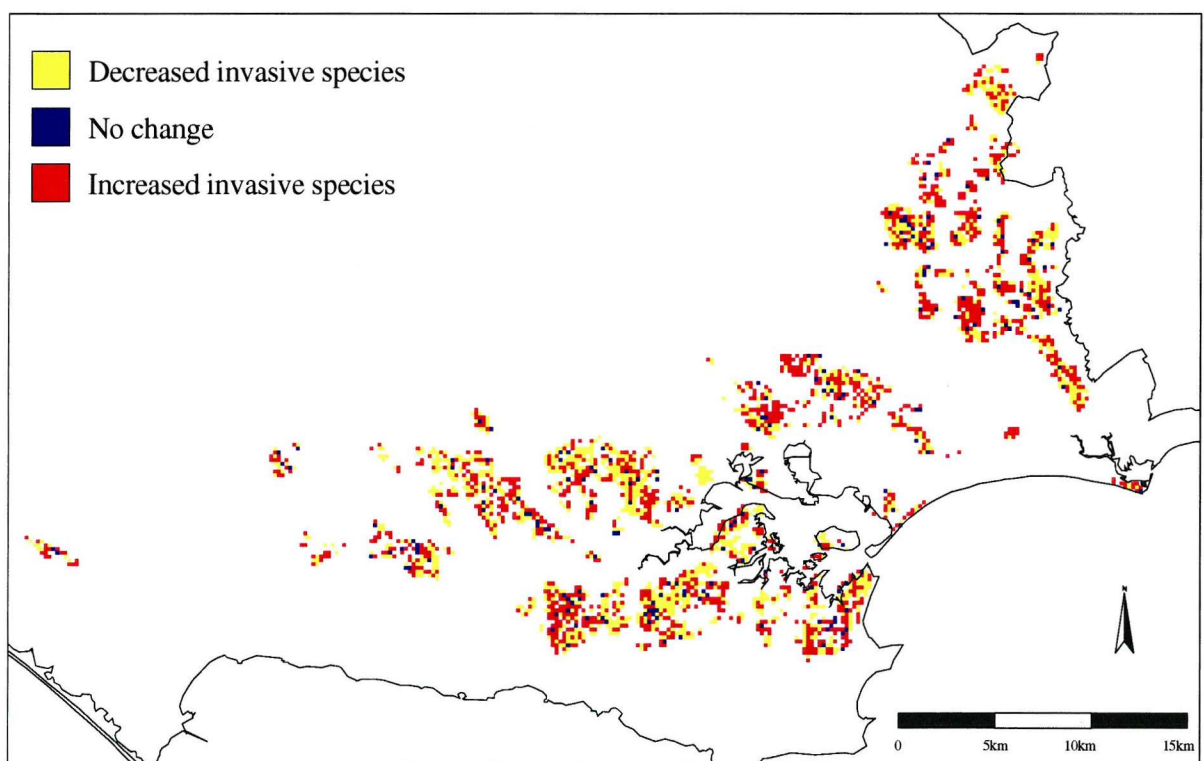 Decreased invasive species
No change
Increased invasive species
N
0 5km 10km 15km